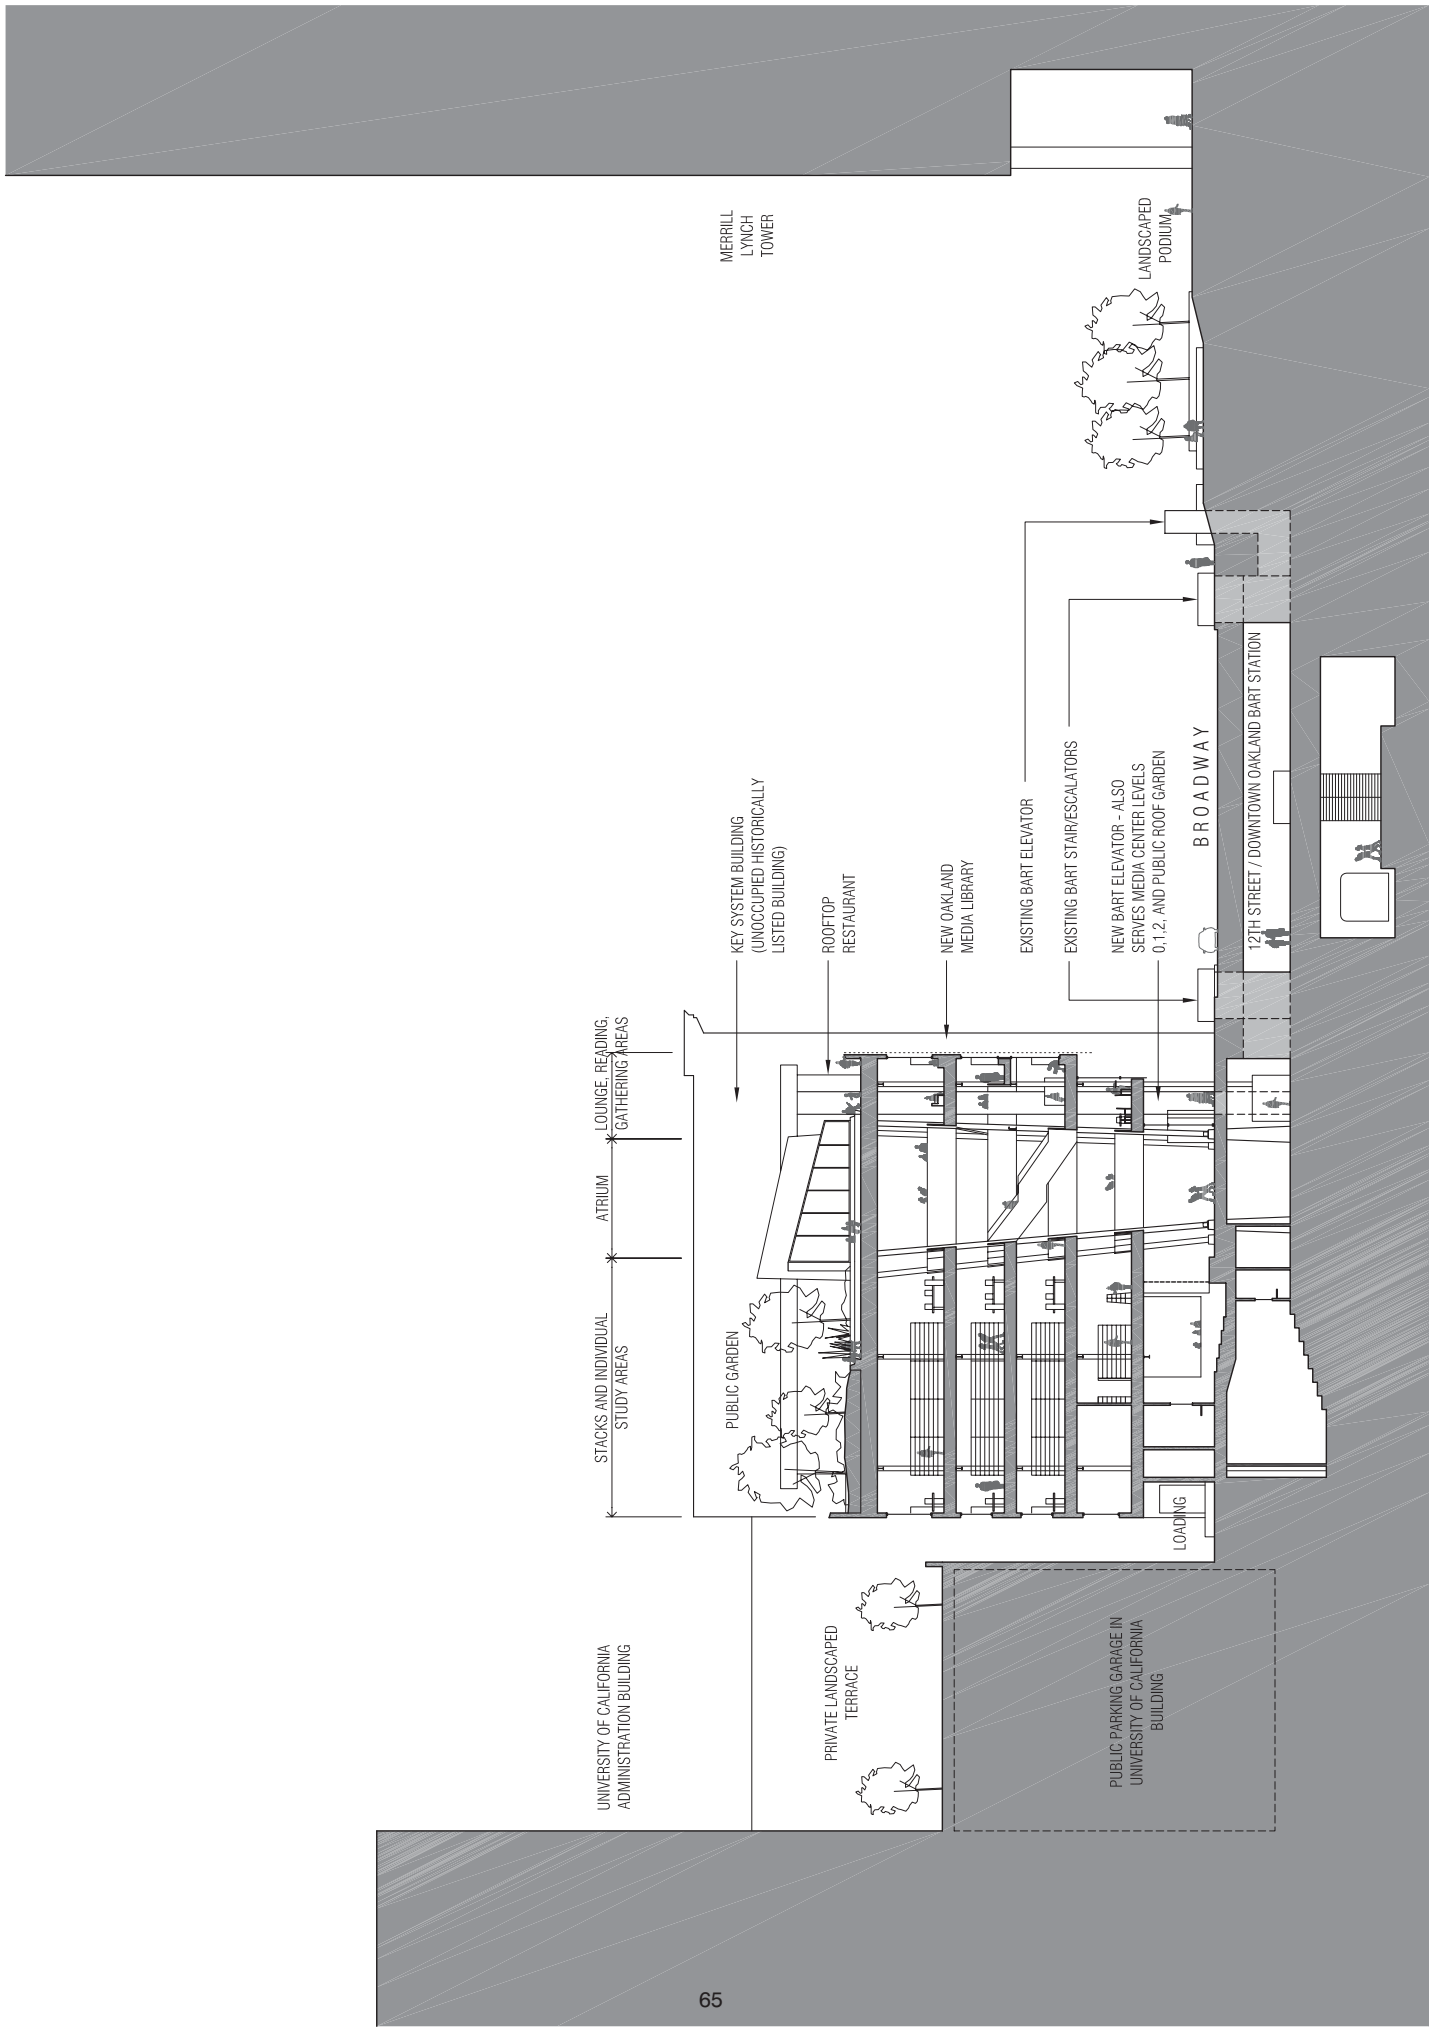 UNIVERSITY OF CALIFORNIA
ADMINISTRATION BUILDING
STACKS AND INDIVIDUAL
STUDY AREAS
ATRIUM
LOUNGE, READING,
GATHERING AREAS
PUBLIC GARDEN
KEY SYSTEM BUILDING
(UNOCCUPIED HISTORICALLY
LISTED BUILDING)
MERRILL
LYNCH
TOWER
PRIVATE LANDSCAPED
TERRACE
ROOFTOP
RESTAURANT
NEW OAKLAND
MEDIA LIBRARY
EXISTING BART ELEVATOR
EXISTING BART STAIR/ESCALATORS
NEW BART ELEVATOR - ALSO
SERVES MEDIA CENTER LEVELS
0,1,2, AND PUBLIC ROOF GARDEN
LANDSCAPED
PODIUM
PUBLIC PARKING GARAGE IN
UNIVERSITY OF CALIFORNIA
BUILDING
LOADING
BROADWAY
12TH STREET / DOWNTOWN OAKLAND BART STATION
65